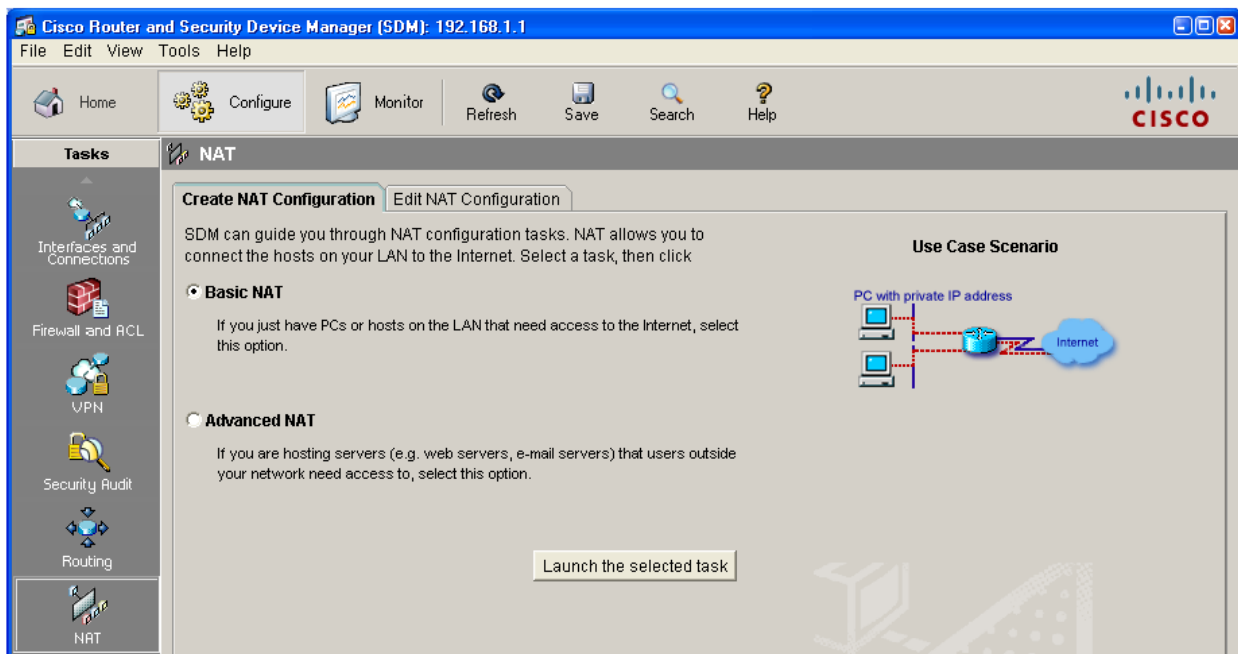 Cisco Router and Security Device Manager (SDM): 192.168.1.1
File Edit View Tools Help
Home
Configure
Monitor
Refresh
Save
Search
Help
CISCO
Tasks
NAT
Interfaces and
Connections
Firewall and ACL
VPN
Security Audit
Routing
NAT
Create NAT Configuration
Edit NAT Configuration
SDM can guide you through NAT configuration tasks. NAT allows you to
connect the hosts on your LAN to the Internet. Select a task, then click
Basic NAT
If you just have PCs or hosts on the LAN that need access to the Internet, select
this option.
Advanced NAT
If you are hosting servers (e.g. web servers, e-mail servers) that users outside
your network need access to, select this option.
Launch the selected task
Use Case Scenario
PC with private IP address
Internet